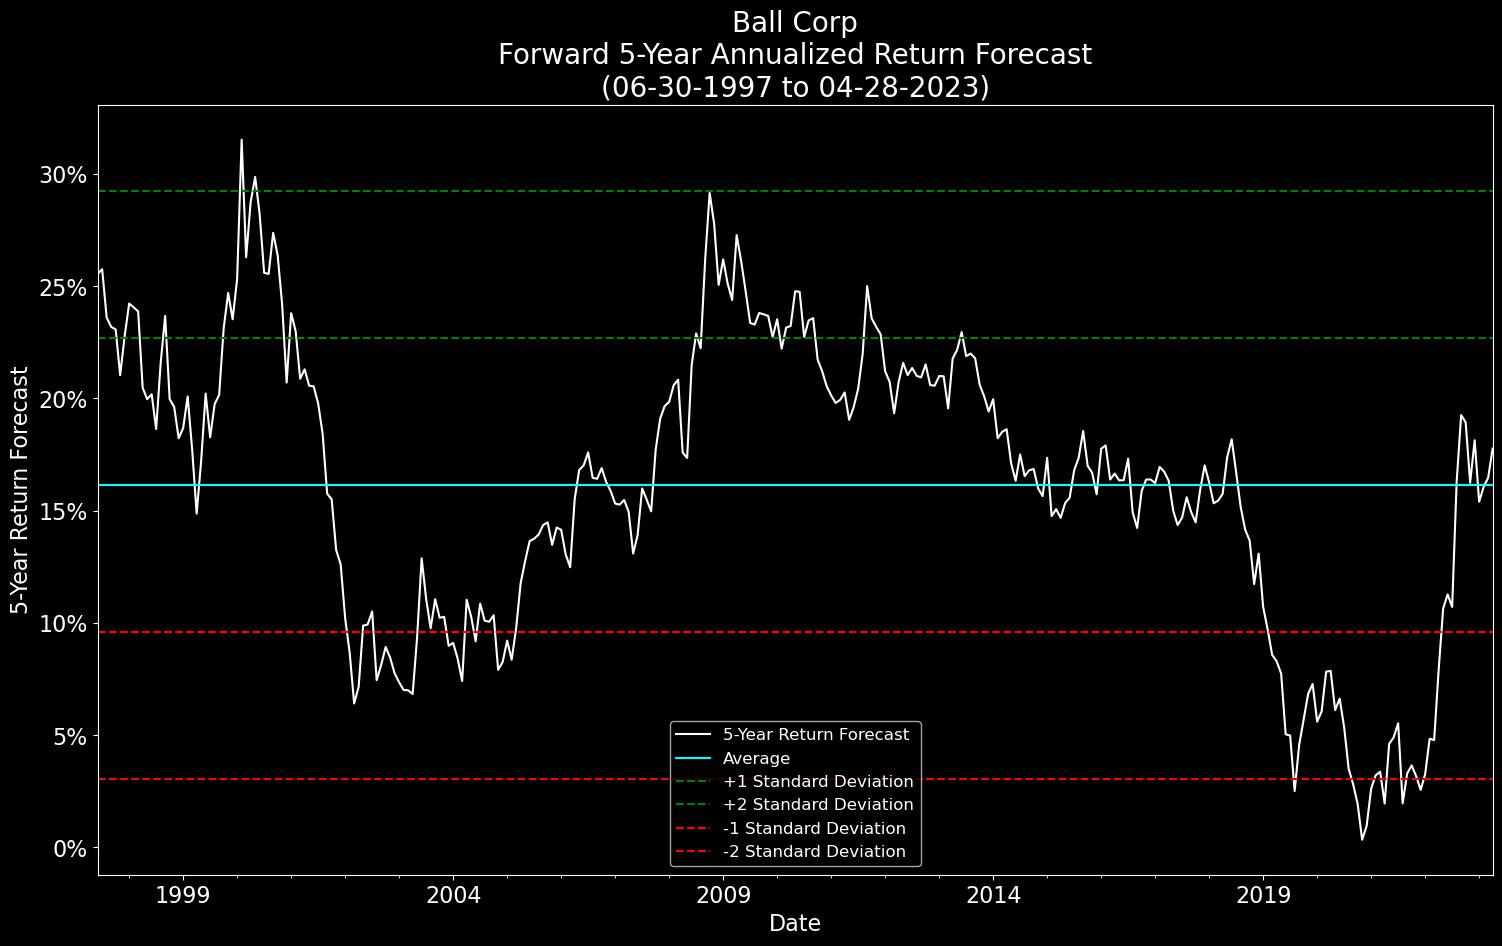 Ball Corp
Forward 5-Year Annualized Return Forecast
(06-30-1997 to 04-28-2023)
5-Year Return Forecast
30%
25%
20%
15%
10%
5%
0%
5-Year Return Forecast
Average
+1 Standard Deviation
+2 Standard Deviation
-1 Standard Deviation
-2 Standard Deviation
1999 2004 2009 2014 2019
Date